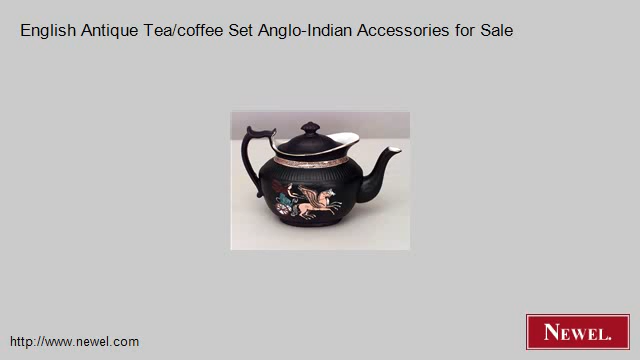 English Antique Tea/coffee Set Anglo-Indian Accessories for Sale
http://www.newel.com
NEWEL.